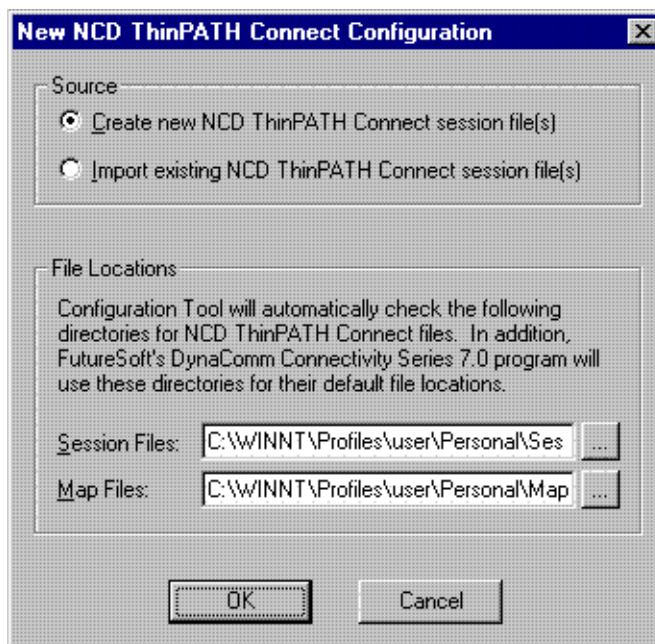 New NCD ThinPATH Connect Configuration
Source
Create new NCD ThinPATH Connect session file(s)
Import existing NCD ThinPATH Connect session file(s)
File Locations
Configuration Tool will automatically check the following
directories for NCD ThinPATH Connect files. In addition,
FutureSoft's DynaComm Connectivity Series 7.0 program will
use these directories for their default file locations.
Session Files: C:\WINNT\Profiles\user\Personal\Ses ...
Map Files: C:\WINNT\Profiles\user\Personal\Map ...
OK Cancel